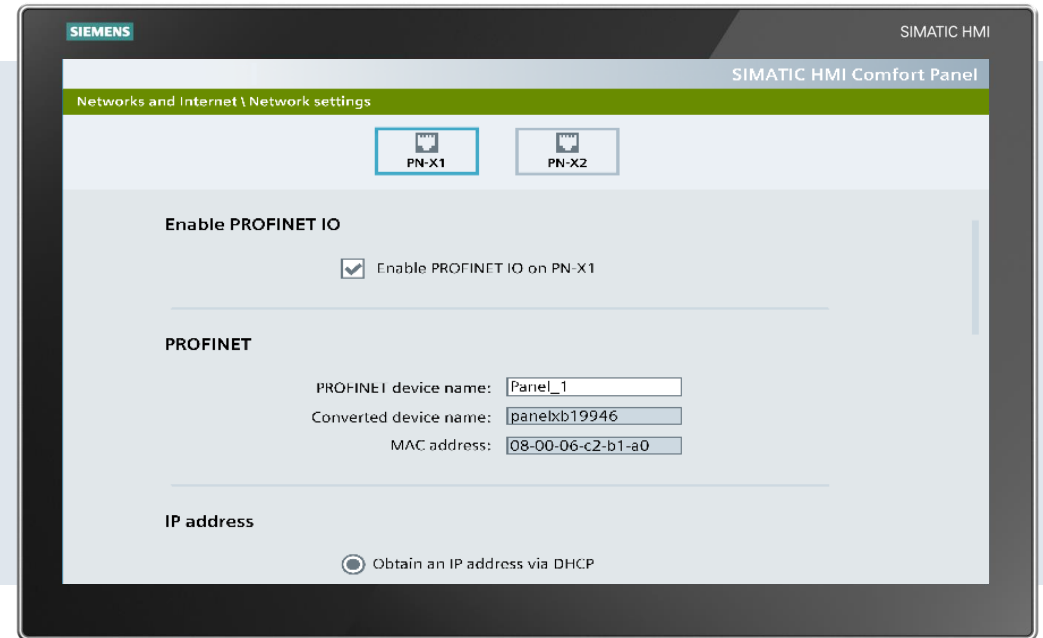 SIEMENS
SIMATIC HMI
SIMATIC HMI Comfort Panel
Networks and Internet \ Network settings
PN-X1
PN-X2
Enable PROFINET IO
Enable PROFINET IO on PN-X1
PROFINET
PROFINET device name: Panel_1
Converted device name: panelxb19946
MAC address: 08-00-06-c2-b1-a0
IP address
Obtain an IP address via DHCP